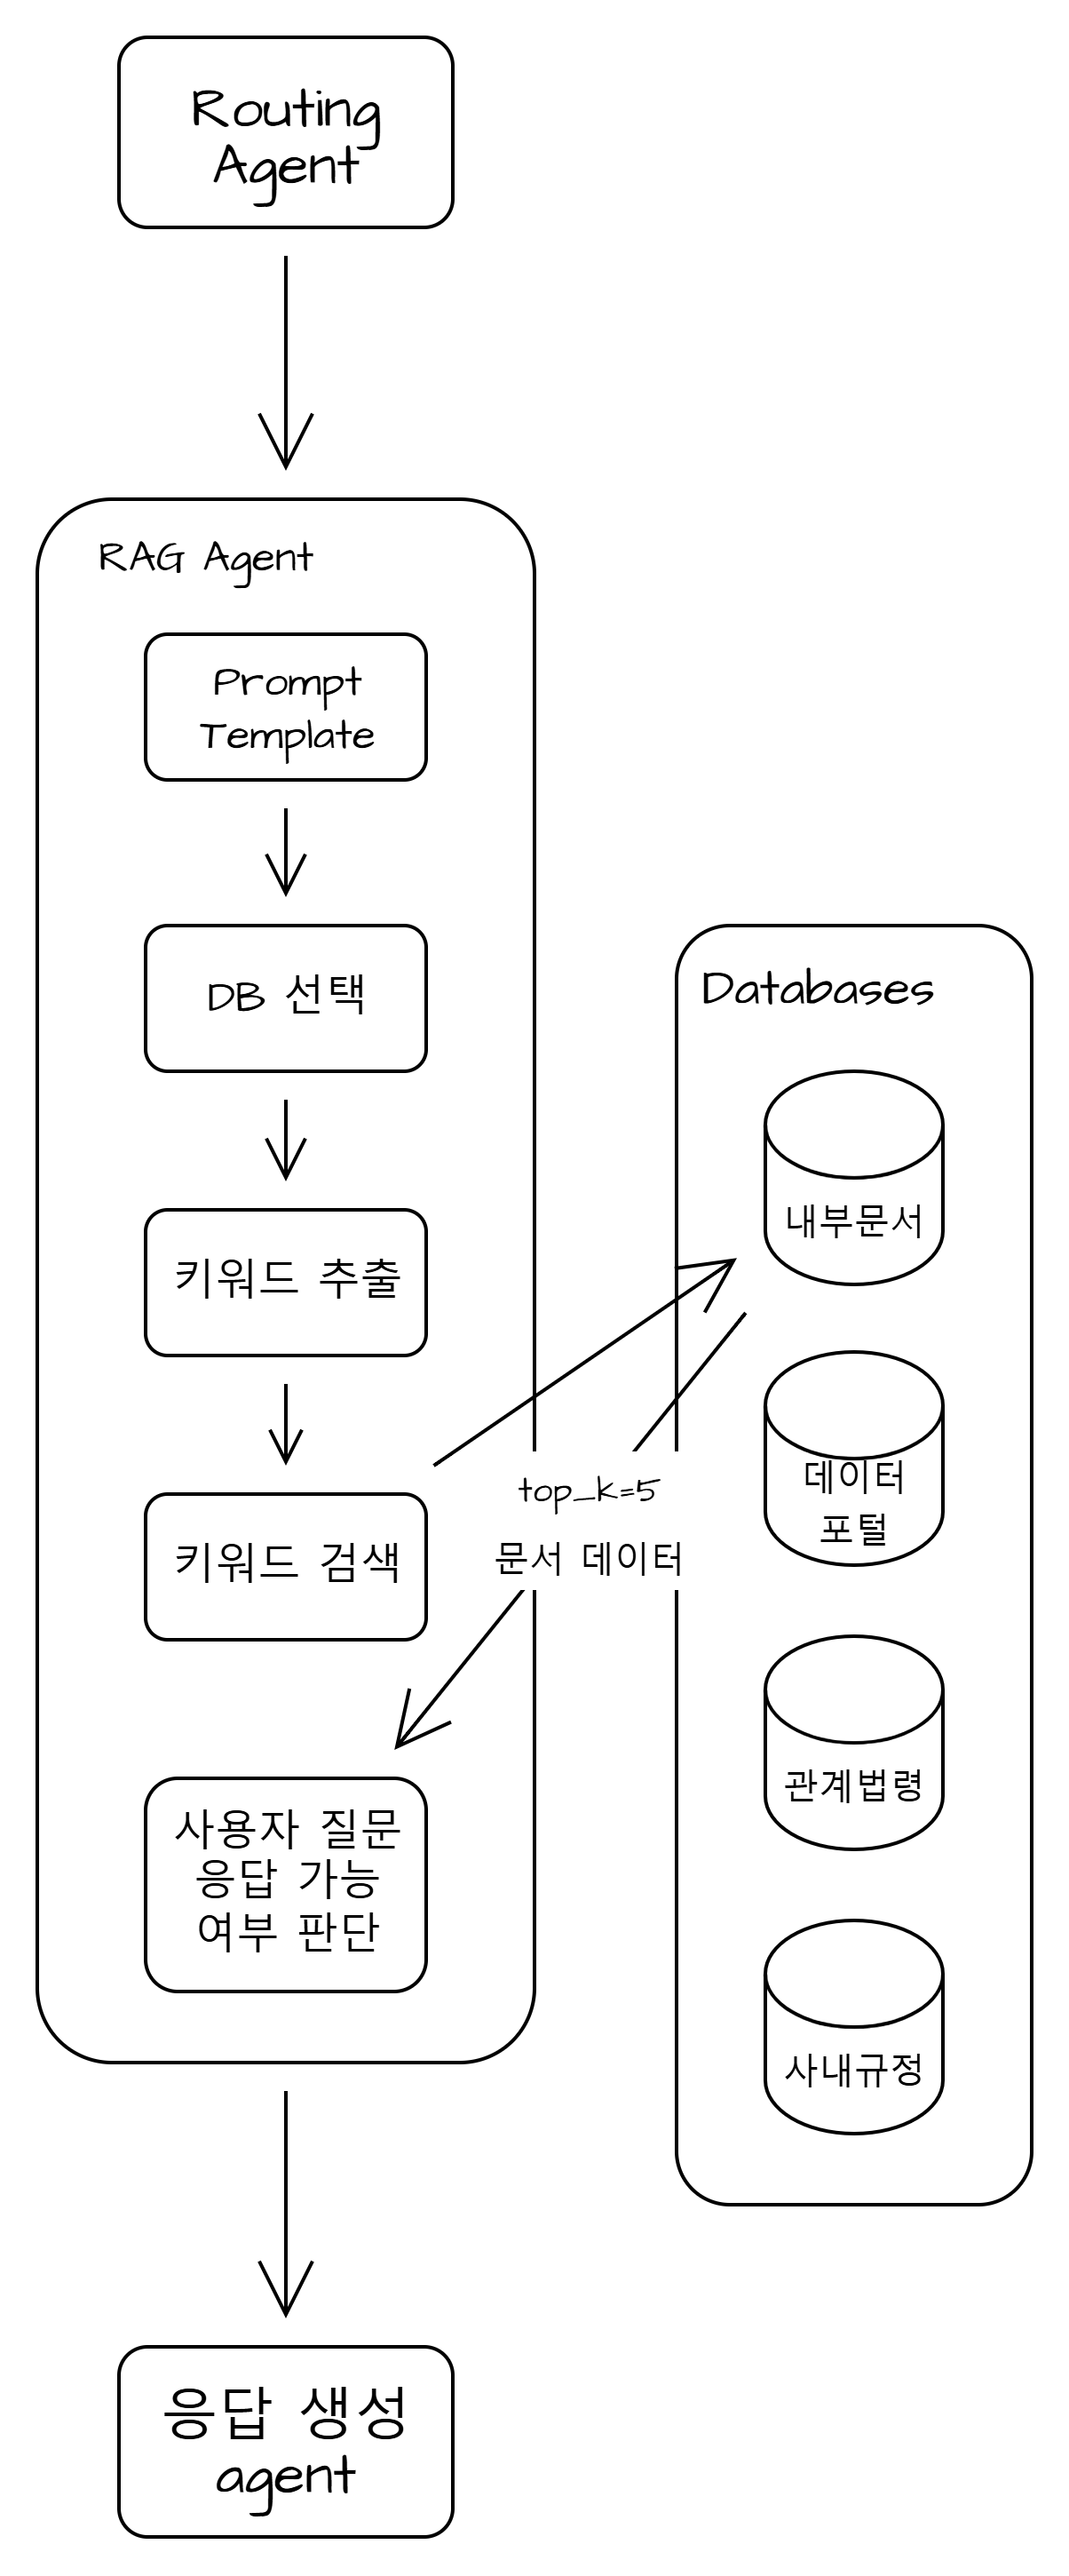 Routing
Agent
RAG Agent
Prompt
Template
DB 선택
키워드 추출
키워드 검색
top_k=5
문서 데이터
사용자 질문
응답 가능
여부 판단
Databases
내부문서
데이터
포털
관계법령
사내규정
응답 생성
agent